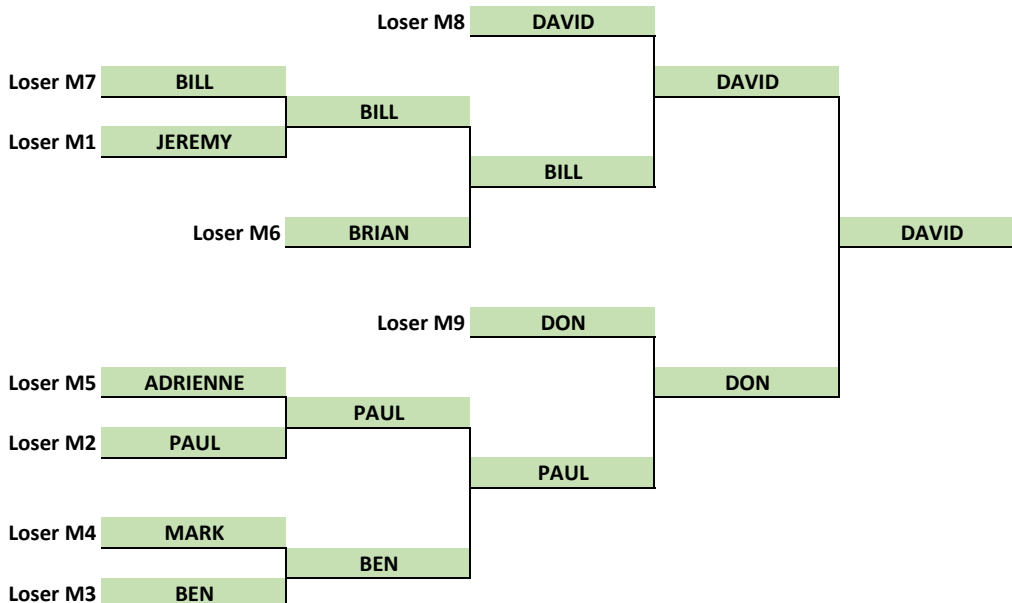 Loser M8 DAVID
Loser M7 BILL DAVID
BILL
Loser M1 JEREMY
BILL
Loser M6 BRIAN DAVID
Loser M9 DON
Loser M5 ADRIENNE DON
PAUL
Loser M2 PAUL
PAUL
Loser M4 MARK
BEN
Loser M3 BEN